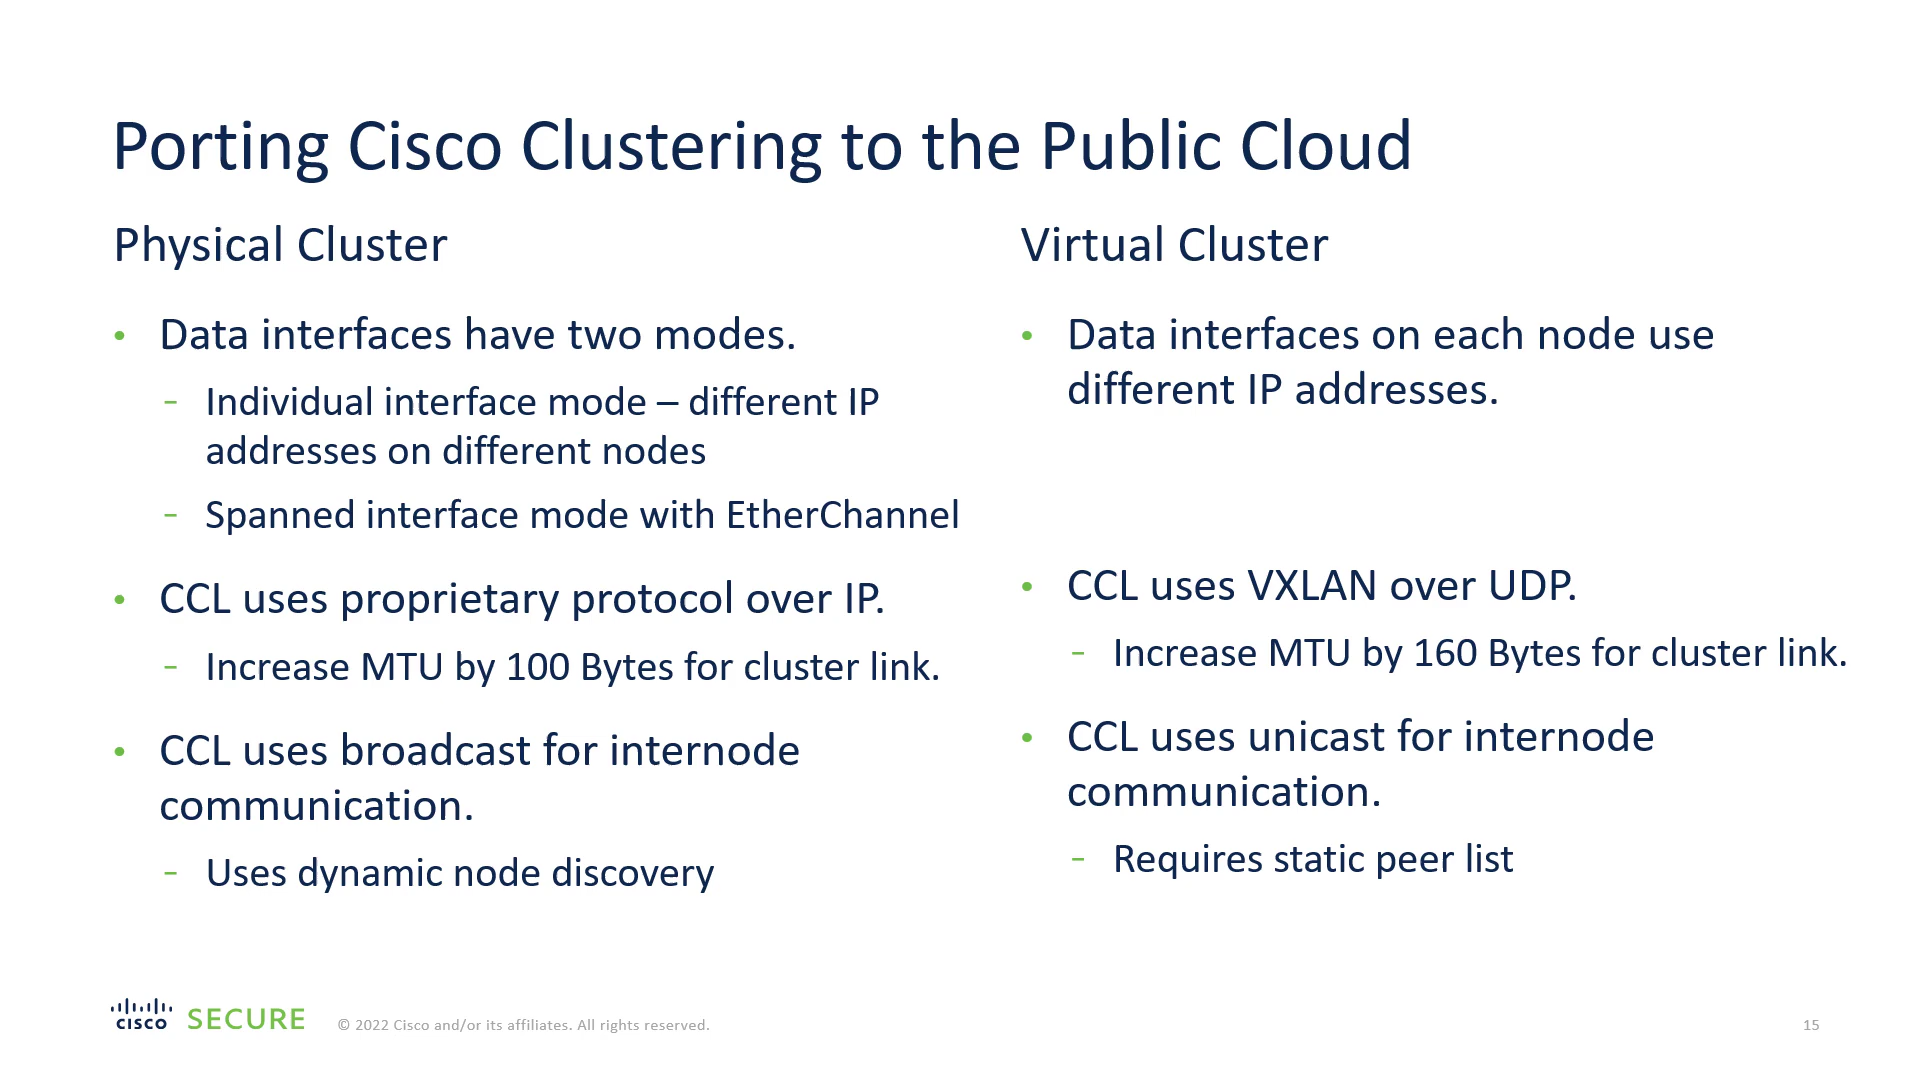 Porting Cisco Clustering to the Public Cloud
Physical Cluster
• Data interfaces have two modes.
- Individual interface mode – different IP
addresses on different nodes
- Spanned interface mode with EtherChannel
• CCL uses proprietary protocol over IP.
- Increase MTU by 100 Bytes for cluster link.
• CCL uses broadcast for internode
communication.
- Uses dynamic node discovery
Virtual Cluster
• Data interfaces on each node use
different IP addresses.
• CCL uses VXLAN over UDP.
- Increase MTU by 160 Bytes for cluster link.
• CCL uses unicast for internode
communication.
- Requires static peer list
CISCO SECURE
© 2022 Cisco and/or its affiliates. All rights reserved.
15